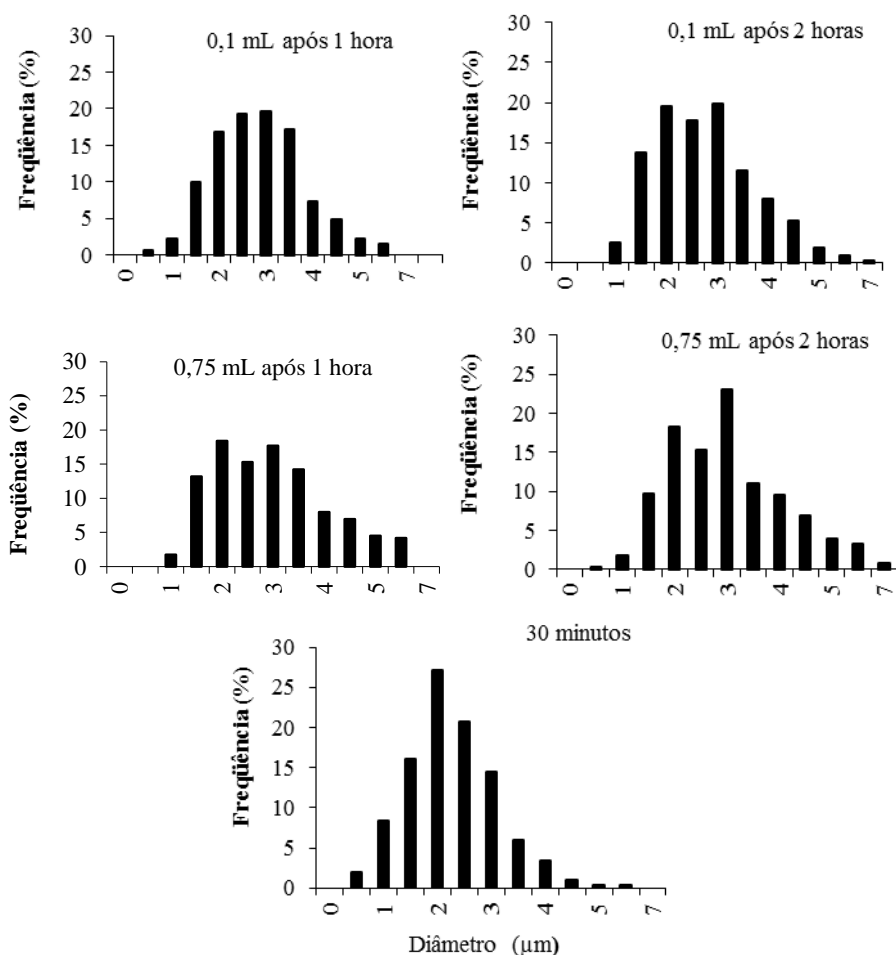 0,1 mL após 1 hora
Freqüência (%)
30
25
20
15
10
5
0
0 1 2 3 4 5 7
0,1 mL após 2 horas
Freqüência (%)
30
25
20
15
10
5
0
0 1 2 3 4 5 7
0,75 mL após 1 hora
Freqüência (%)
30
25
20
15
10
5
0
0 1 2 3 4 5 7
0,75 mL após 2 horas
Freqüência (%)
30
25
20
15
10
5
0
0 1 2 3 4 5 7
30 minutos
Freqüência (%)
30
25
20
15
10
5
0
0 1 2 3 4 5 7
Diâmetro (µm)